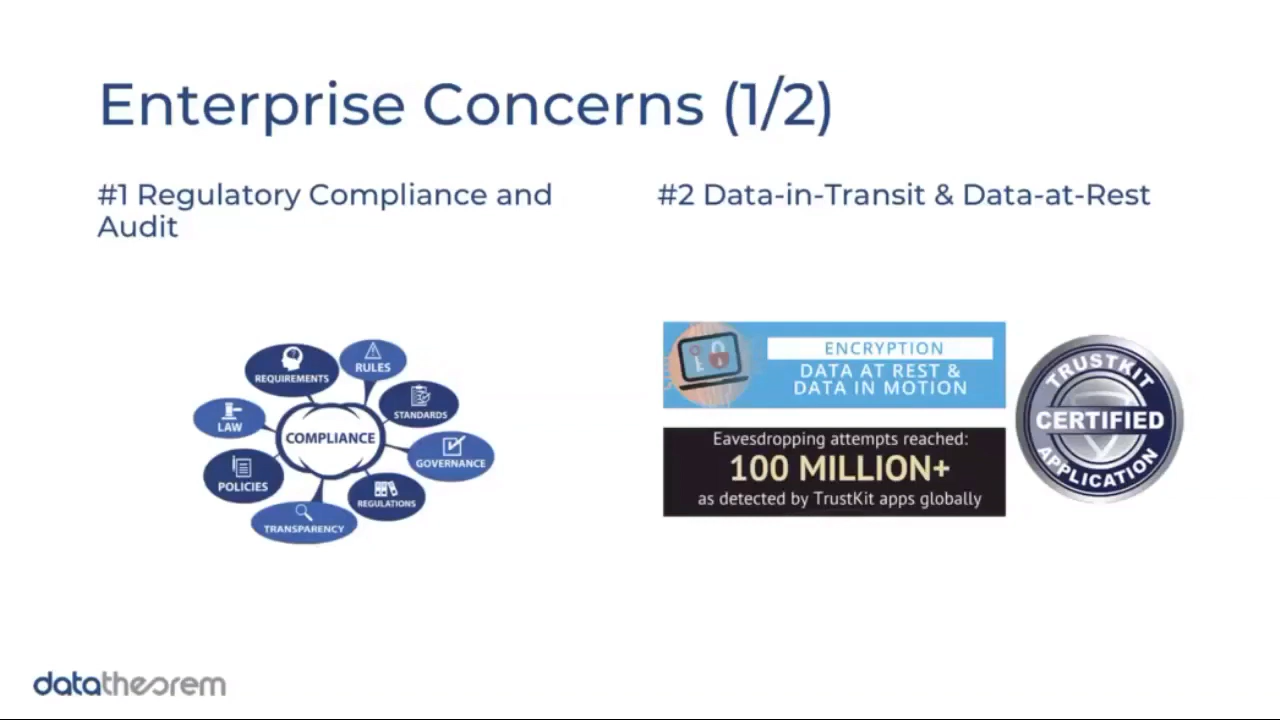 Enterprise Concerns (1/2)
#1 Regulatory Compliance and
Audit
#2 Data-in-Transit & Data-at-Rest
REQUIREMENTS
RULES
STANDARDS
LAW
COMPLIANCE
GOVERNANCE
POLICIES
REGULATIONS
TRANSPARENCY
ENCRYPTION
DATA AT REST &
DATA IN MOTION
Eavesdropping attempts reached:
100 MILLION+
as detected by TrustKit apps globally
TRUSTKIT
CERTIFIED
APPLICATION
datatheorem